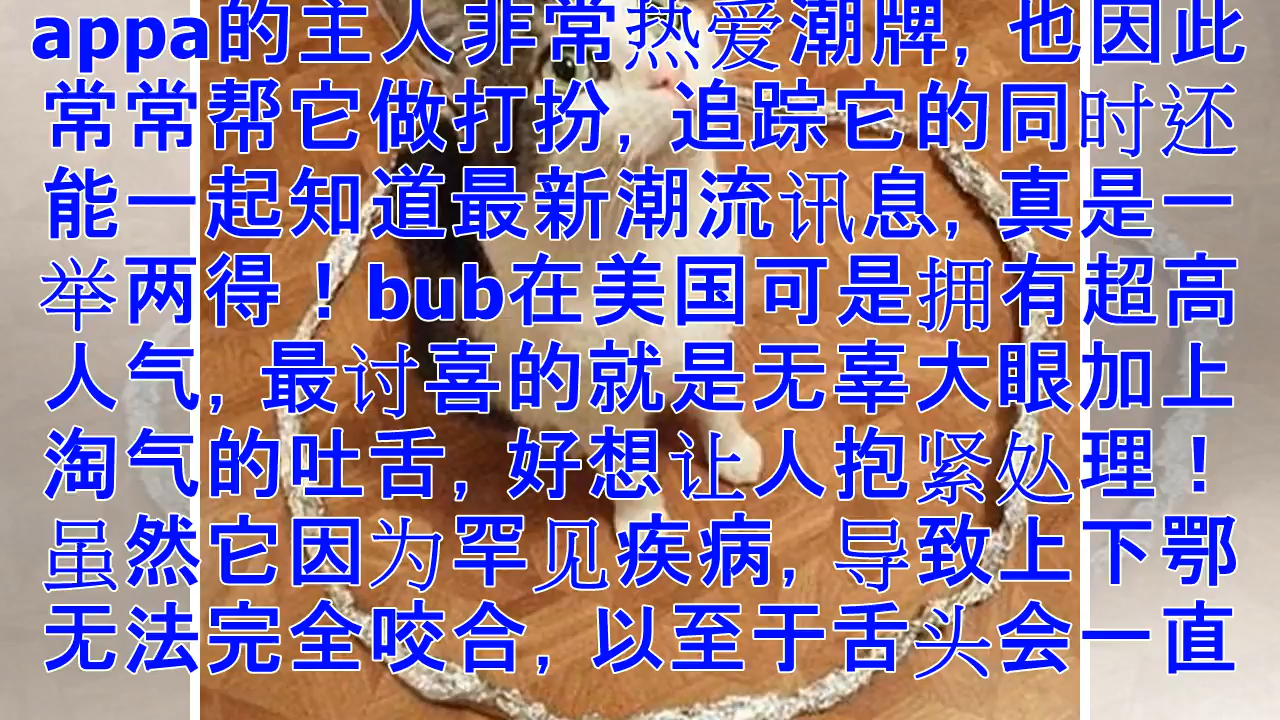 appa的主人非常热爱潮牌, 也因此
常常帮它做打扮, 追踪它的同时还
能一起知道最新潮流讯息, 真是一
举两得！bub在美国可是拥有超高
人气, 最讨喜的就是无辜大眼加上
淘气的吐舌, 好想让人抱紧处理！
虽然它因为罕见疾病, 导致上下鄂
无法完全咬合, 以至于舌头会一直